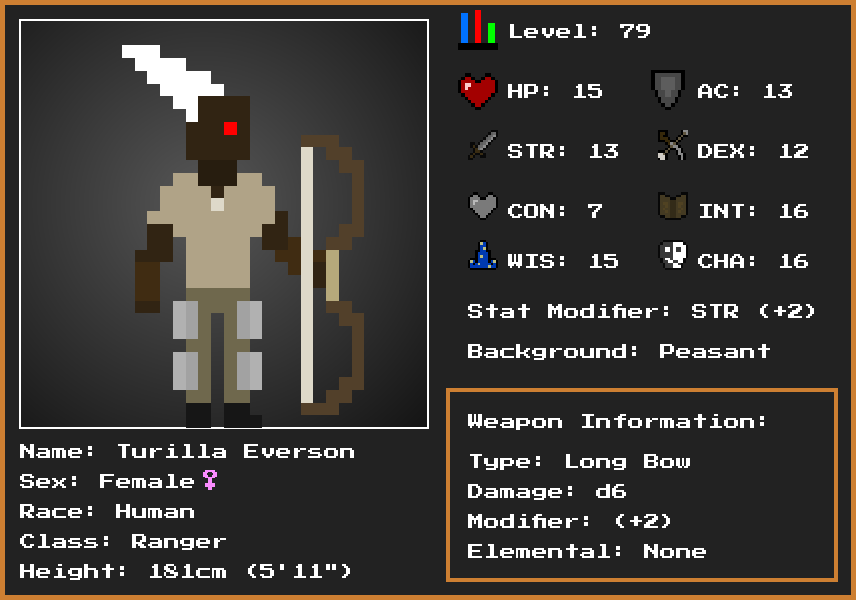 Level: 79
HP: 15 AC: 13
STR: 13 DEX: 12
CON: 7 INT: 16
WIS: 15 CHA: 16
Stat Modifier: STR (+2)
Background: Peasant
Weapon Information:
Type: Long Bow
Damage: d6
Modifier: (+2)
Elemental: None
Name: Turilla Everson
Sex: Female
Race: Human
Class: Ranger
Height: 181cm (5'11")